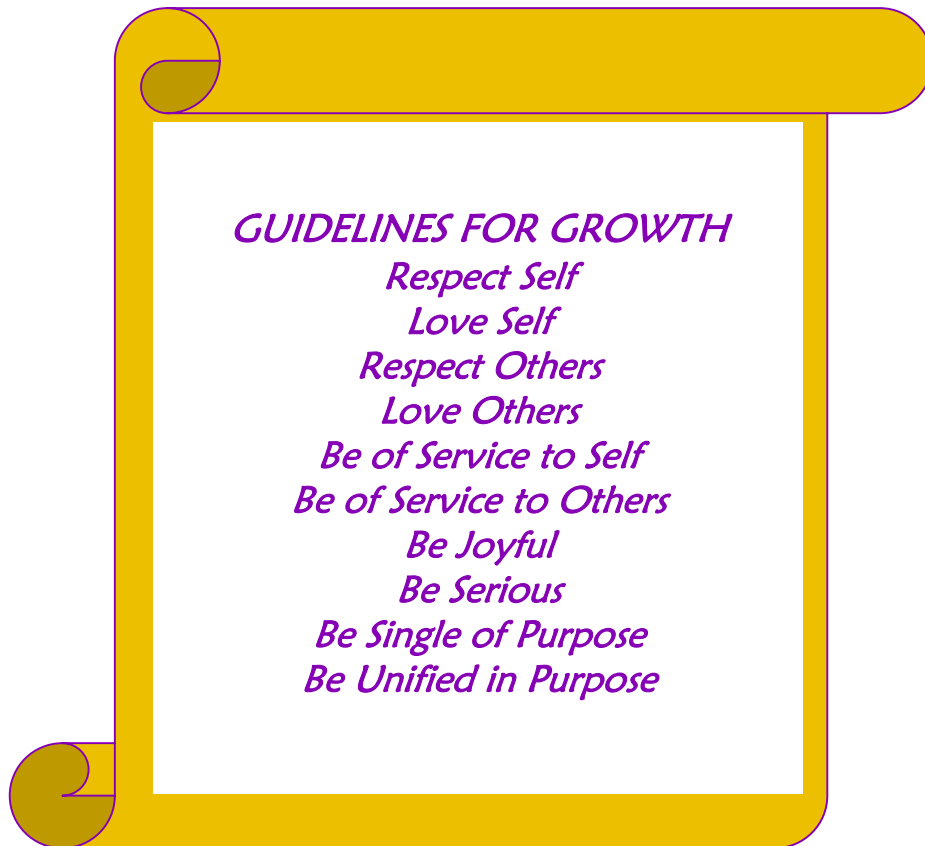 GUIDELINES FOR GROWTH
Respect Self
Love Self
Respect Others
Love Others
Be of Service to Self
Be of Service to Others
Be Joyful
Be Serious
Be Single of Purpose
Be Unified in Purpose